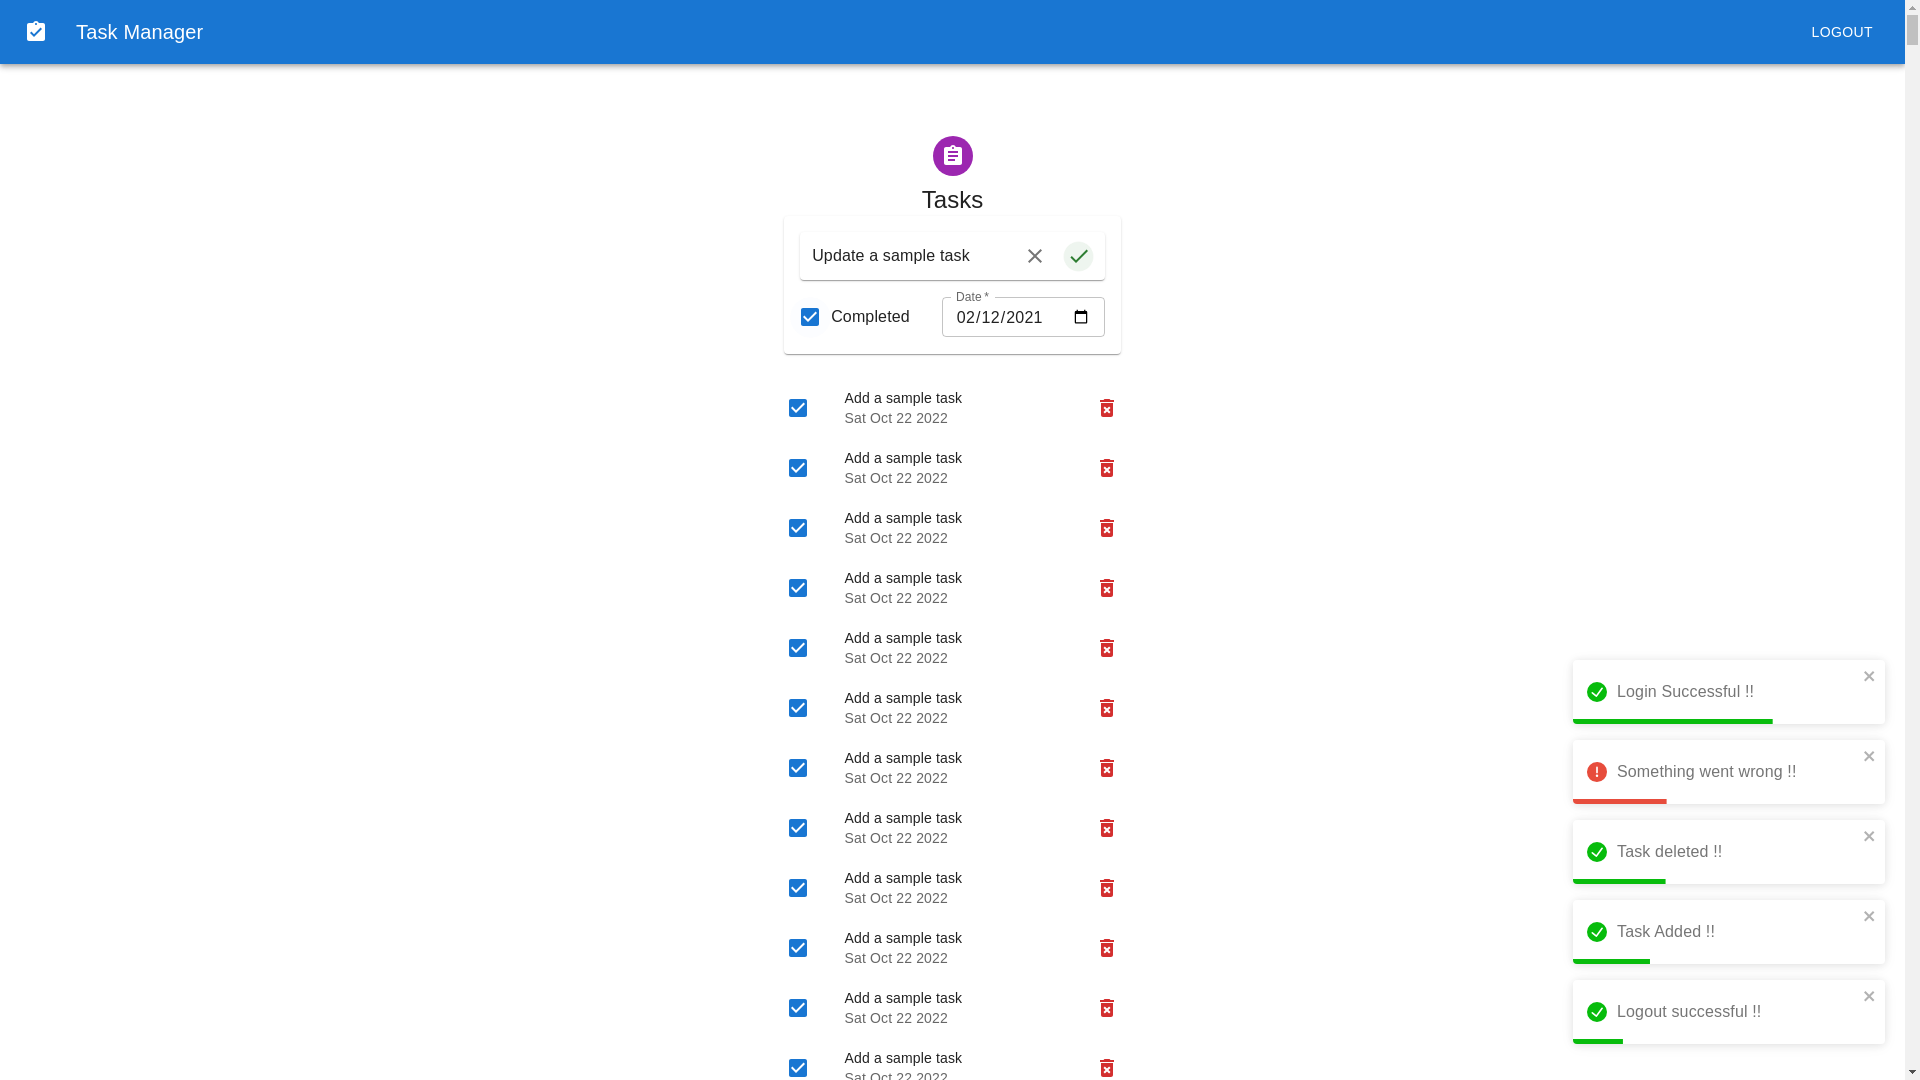 Task Manager
LOGOUT
Tasks
Update a sample task
Completed
Date *
02/12/2021
Add a sample task
Sat Oct 22 2022
Add a sample task
Sat Oct 22 2022
Add a sample task
Sat Oct 22 2022
Add a sample task
Sat Oct 22 2022
Add a sample task
Sat Oct 22 2022
Add a sample task
Sat Oct 22 2022
Add a sample task
Sat Oct 22 2022
Add a sample task
Sat Oct 22 2022
Add a sample task
Sat Oct 22 2022
Add a sample task
Sat Oct 22 2022
Add a sample task
Sat Oct 22 2022
Add a sample task
Sat Oct 22 2022
Login Successful !!
Something went wrong !!
Task deleted !!
Task Added !!
Logout successful !!